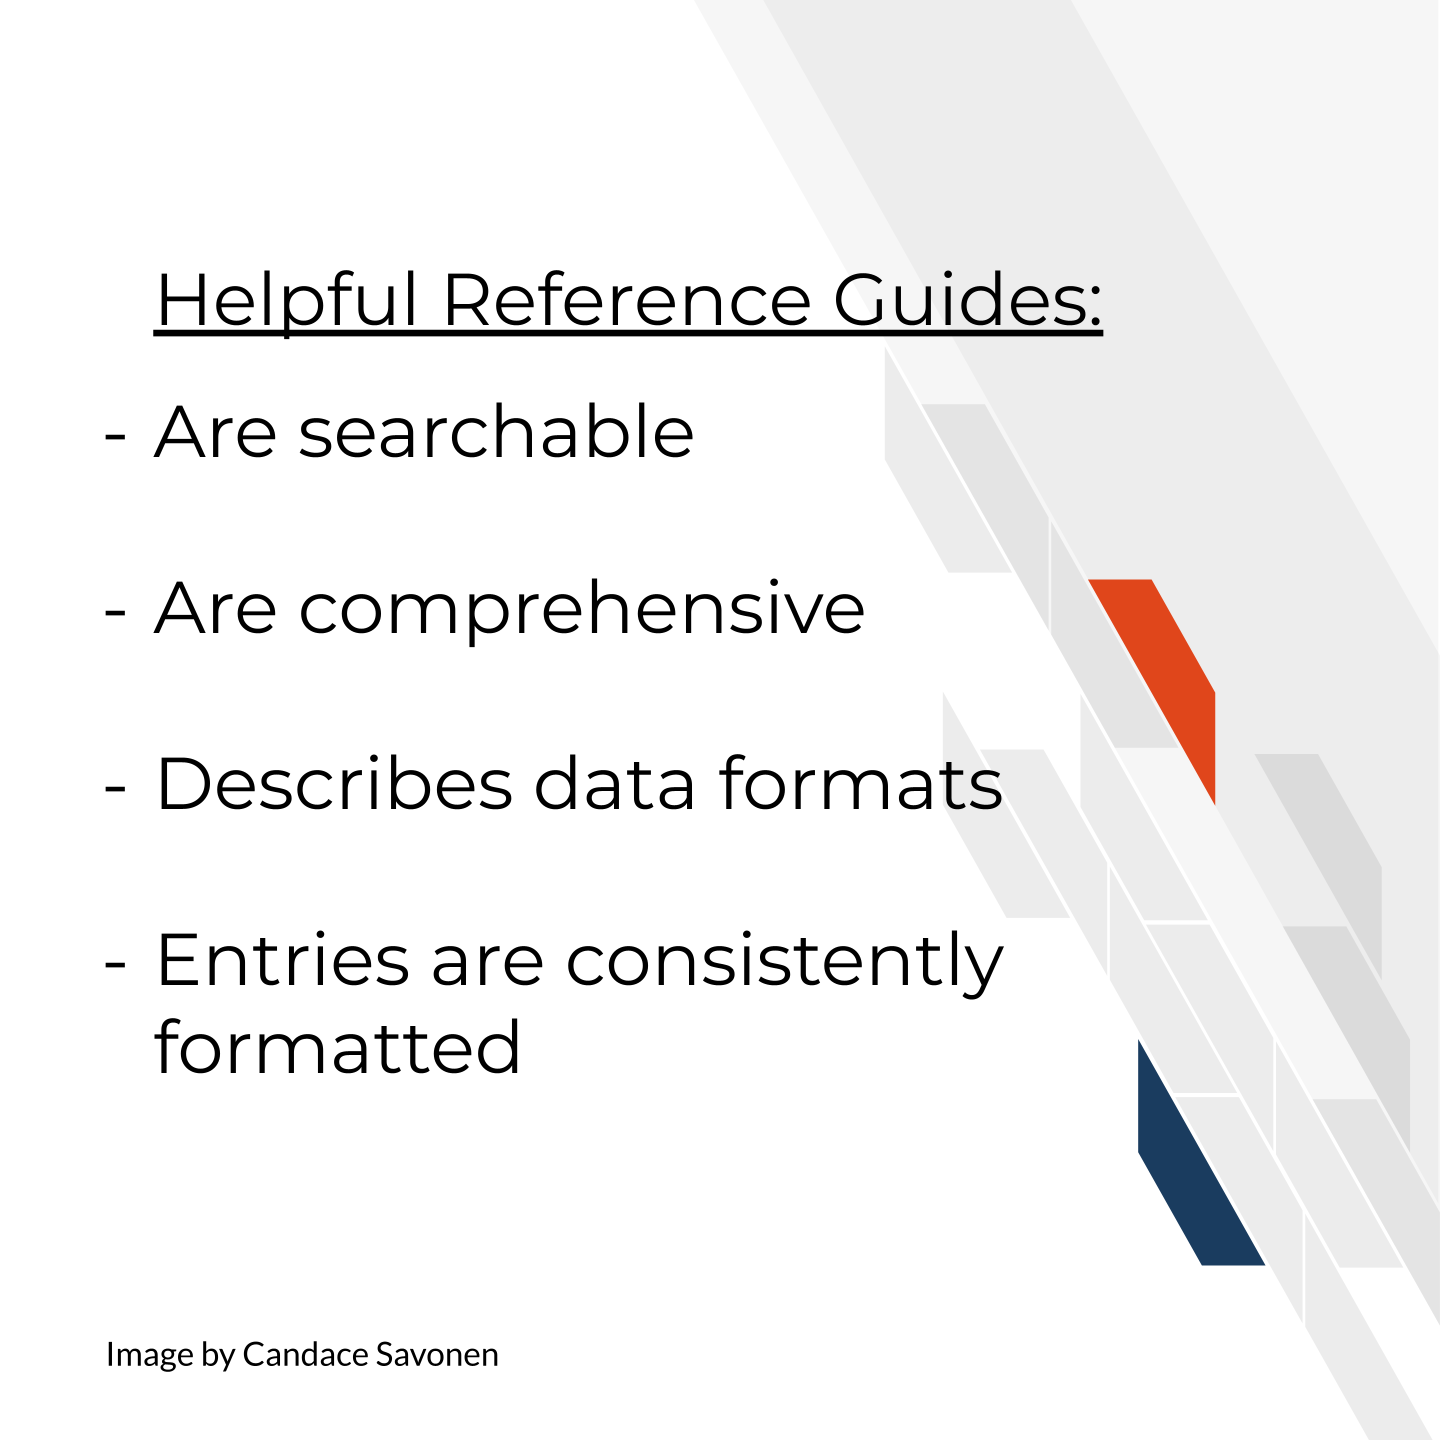 Helpful Reference Guides:
- Are searchable
- Are comprehensive
- Describes data formats
- Entries are consistently
formatted
Image by Candace Savonen